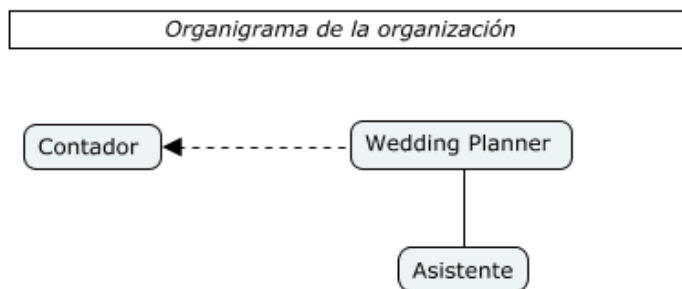 Organigrama de la organización
Contador
Wedding Planner
Asistente